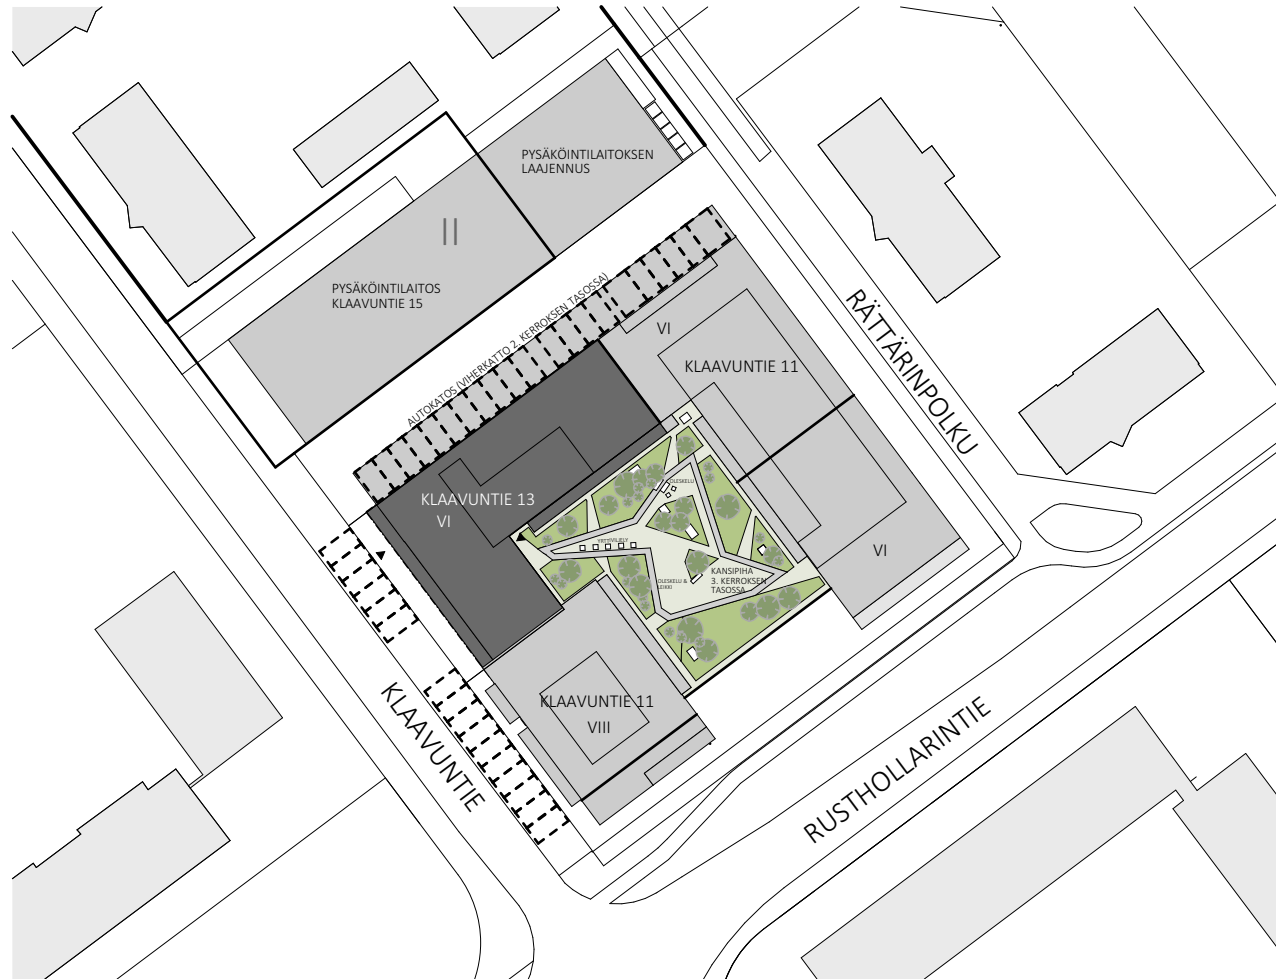 PYSÄKÖINTILAITOKSEN
LAAJENNUS
II
PYSÄKÖINTILAITOS
KLAAVUNTIE 15
AUTOKATOS (VIHERKATTO 2. KERROKSEN TASOSSA)
VI
KLAAVUNTIE 11
RÄTTÄRINPOLKU
KLAAVUNTIE 13
VI
OLESKELU
YRTTIVILJELY
VI
OLESKELU &
LEIKKI
KANSIPIHA
3. KERROKSEN
TASOSSA
KLAAVUNTIE 11
VIII
KLAAVUNTIE
RUSTHOLLARINTIE